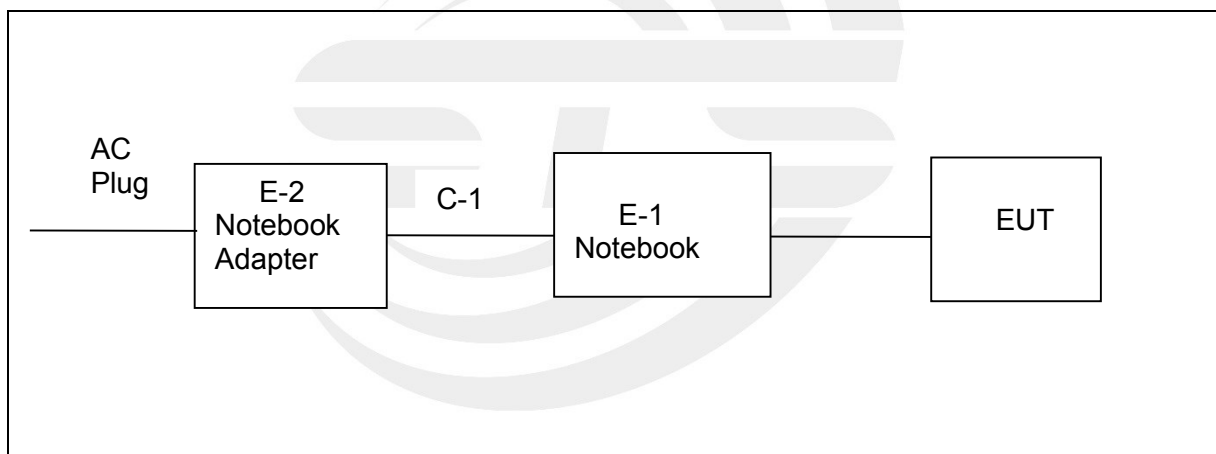 AC
Plug
E-2
Notebook
Adapter
C-1
E-1
Notebook
EUT